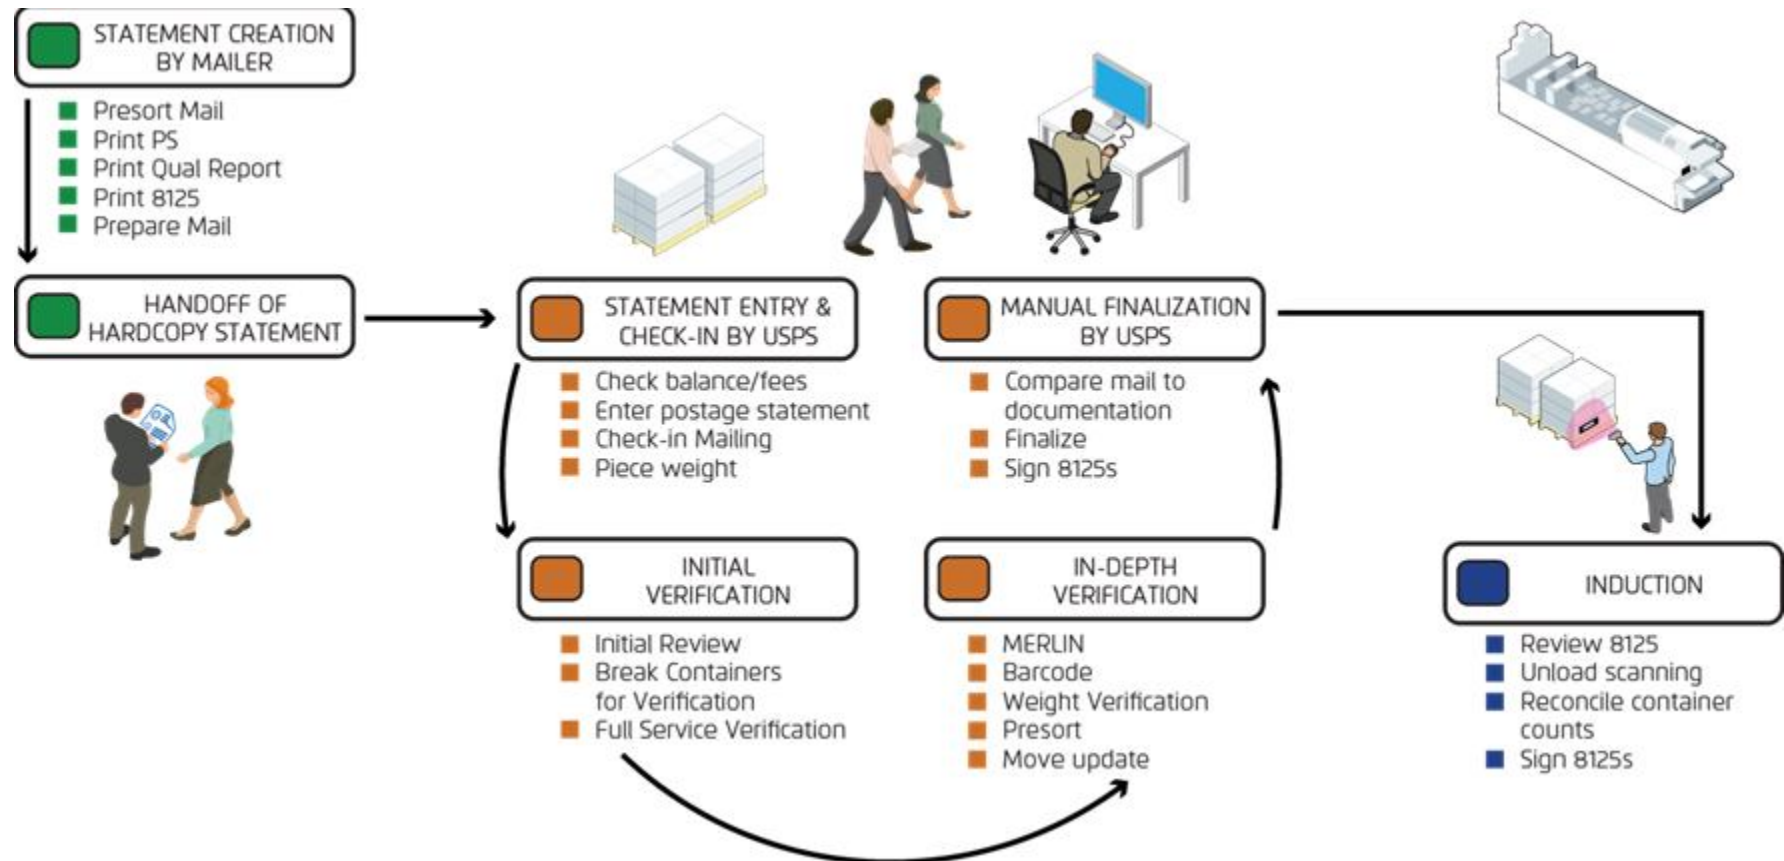 STATEMENT CREATION
BY MAILER
Presort Mail
Print PS
Print Qual Report
Print 8125
Prepare Mail
HANDOFF OF
HARDCOPY STATEMENT
STATEMENT ENTRY &
CHECK-IN BY USPS
Check balance/fees
Enter postage statement
Check-in Mailing
Piece weight
INITIAL
VERIFICATION
Initial Review
Break Containers
for Verification
Full Service Verification
IN-DEPTH
VERIFICATION
MERLIN
Barcode
Weight Verification
Presort
Move update
MANUAL FINALIZATION
BY USPS
Compare mail to
documentation
Finalize
Sign 8125s
INDUCTION
Review 8125
Unload scanning
Reconcile container
counts
Sign 8125s